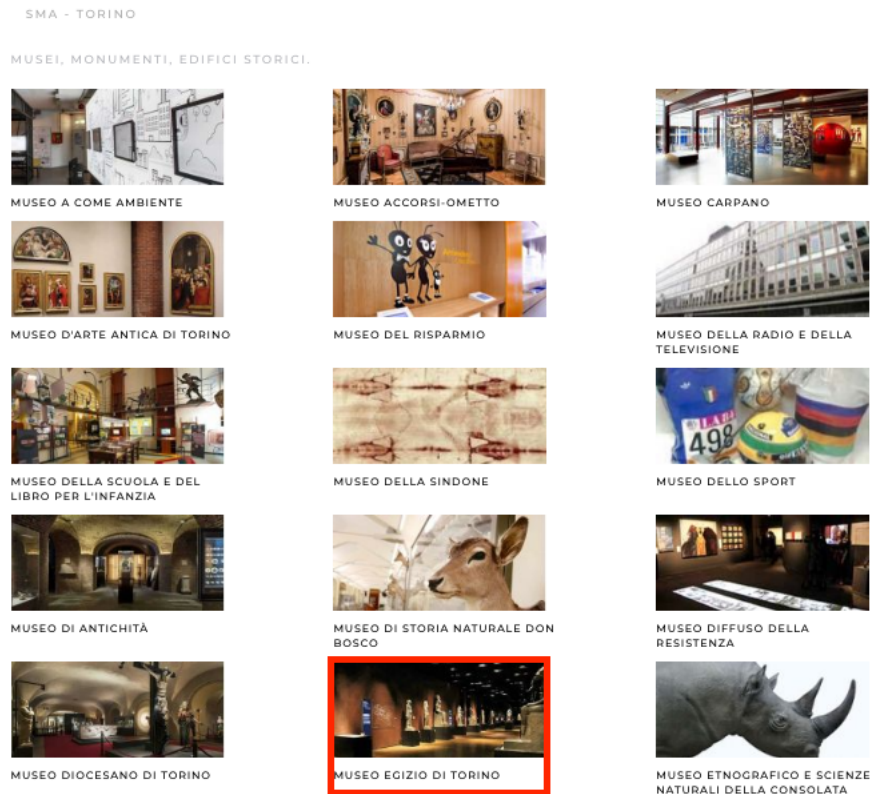 SMA - TORINO
MUSEI, MONUMENTI, EDIFICI STORICI.
MUSEO A COME AMBIENTE
MUSEO ACCORSI-OMETTO
MUSEO CARPANO
MUSEO D'ARTE ANTICA DI TORINO
MUSEO DEL RISPARMIO
MUSEO DELLA RADIO E DELLA
TELEVISIONE
MUSEO DELLA SCUOLA E DEL
LIBRO PER L'INFANZIA
MUSEO DELLA SINDONE
498
MUSEO DELLO SPORT
MUSEO DI ANTICHITÀ
MUSEO DI STORIA NATURALE DON
BOSCO
MUSEO DIFFUSO DELLA
RESISTENZA
MUSEO DIOCESANO DI TORINO
MUSEO EGIZIO DI TORINO
MUSEO ETNOGRAFICO E SCIENZE
NATURALI DELLA CONSOLATA